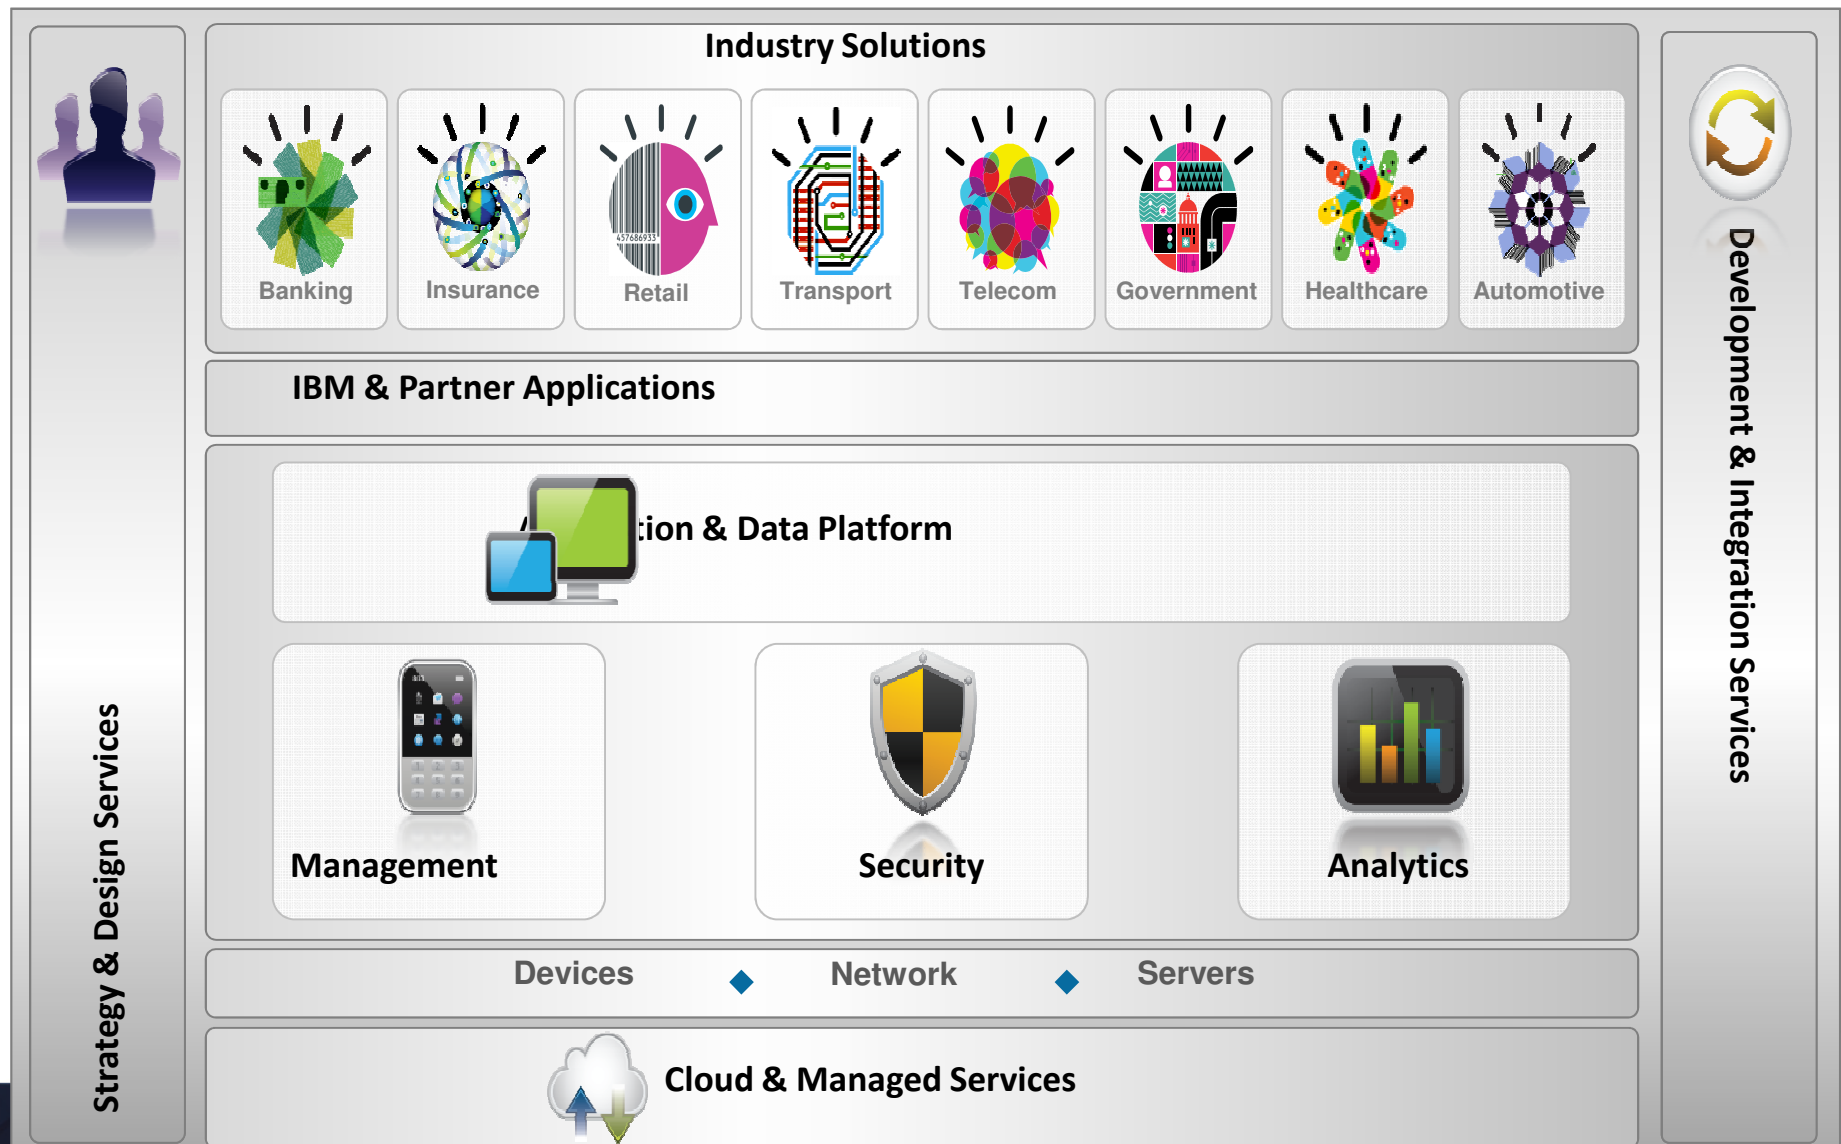 Industry Solutions
457686933
Banking
Insurance
Retail
Transport
Telecom
Government
Healthcare
Automotive
IBM & Partner Applications
tion & Data Platform
Management
Security
Analytics
Devices
Network
Servers
Cloud & Managed Services
Strategy & Design Services
Development & Integration Services